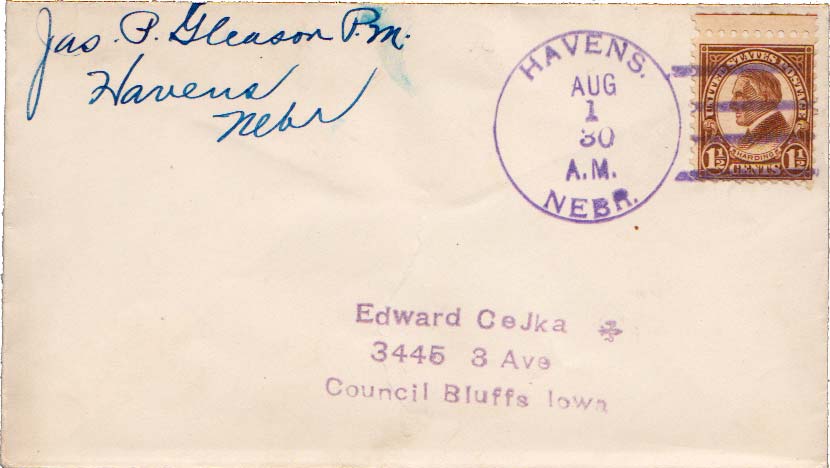 Jas. P. Gleason P.M.
Havens
Nebr
HAVENS.
AUG
1
30
A.M.
NEBR.
UNITED STATES POSTAGE
HARDING
1½ CENTS 1½
Edward CeJka
3445 3 Ave
Council Bluffs Iowa